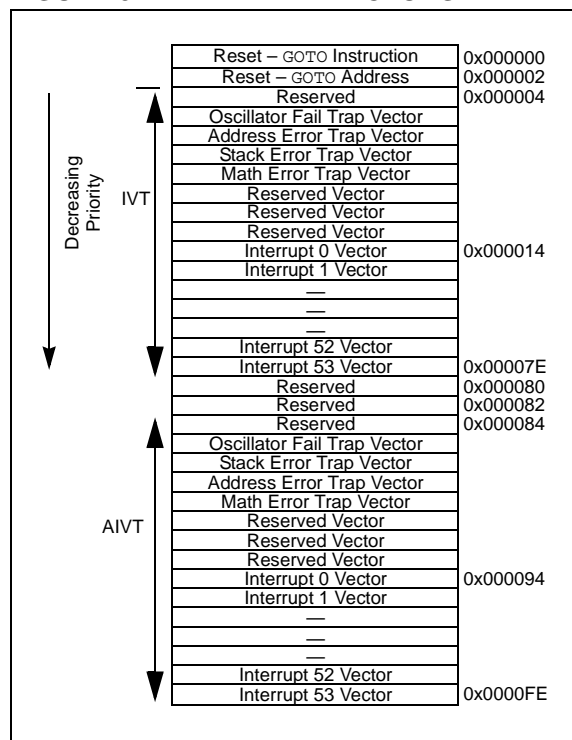 Reset – GOTO Instruction 0x000000
Reset – GOTO Address 0x000002
Reserved 0x000004
Oscillator Fail Trap Vector
Address Error Trap Vector
Stack Error Trap Vector
Math Error Trap Vector
Reserved Vector
Reserved Vector
Reserved Vector
Interrupt 0 Vector 0x000014
Interrupt 1 Vector
—
—
—
Interrupt 52 Vector
Interrupt 53 Vector 0x00007E
Reserved 0x000080
Reserved 0x000082
Reserved 0x000084
Oscillator Fail Trap Vector
Stack Error Trap Vector
Address Error Trap Vector
Math Error Trap Vector
Reserved Vector
Reserved Vector
Reserved Vector
Interrupt 0 Vector 0x000094
Interrupt 1 Vector
—
—
—
Interrupt 52 Vector
Interrupt 53 Vector 0x0000FE
Decreasing
Priority
IVT
AIVT